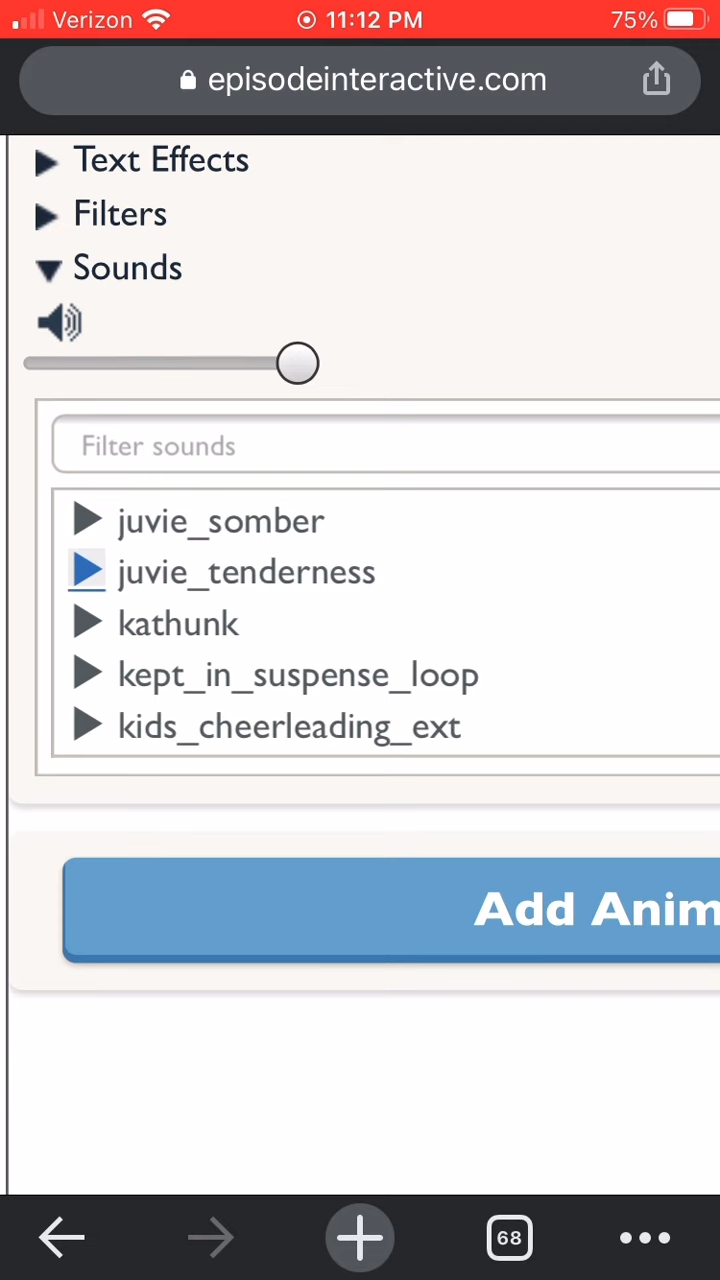 Verizon 11:12 PM 75%
episodeinteractive.com
Text Effects
Filters
Sounds
Filter sounds
juvie_somber
juvie_tenderness
kathunk
kept_in_suspense_loop
kids_cheerleading_ext
Add Anim
68